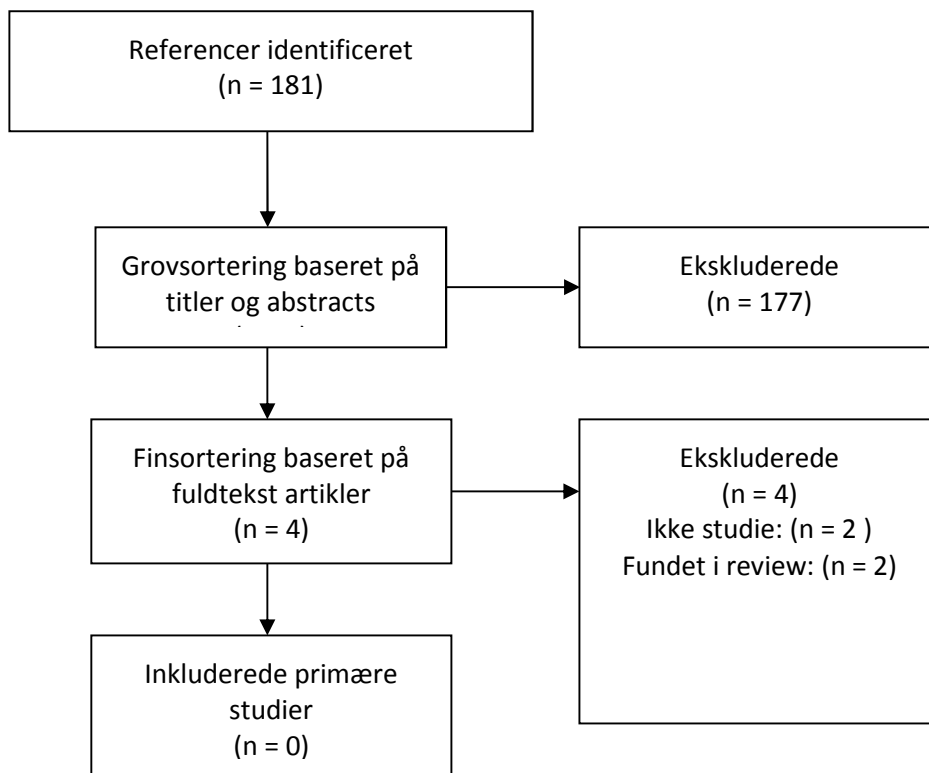 Referencer identificeret
(n = 181)
Grovsortering baseret på
titler og abstracts
Ekskluderede
(n = 177)
Finsortering baseret på
fuldtekst artikler
(n = 4)
Ekskluderede
(n = 4)
Ikke studie: (n = 2 )
Fundet i review: (n = 2)
Inkluderede primære
studier
(n = 0)